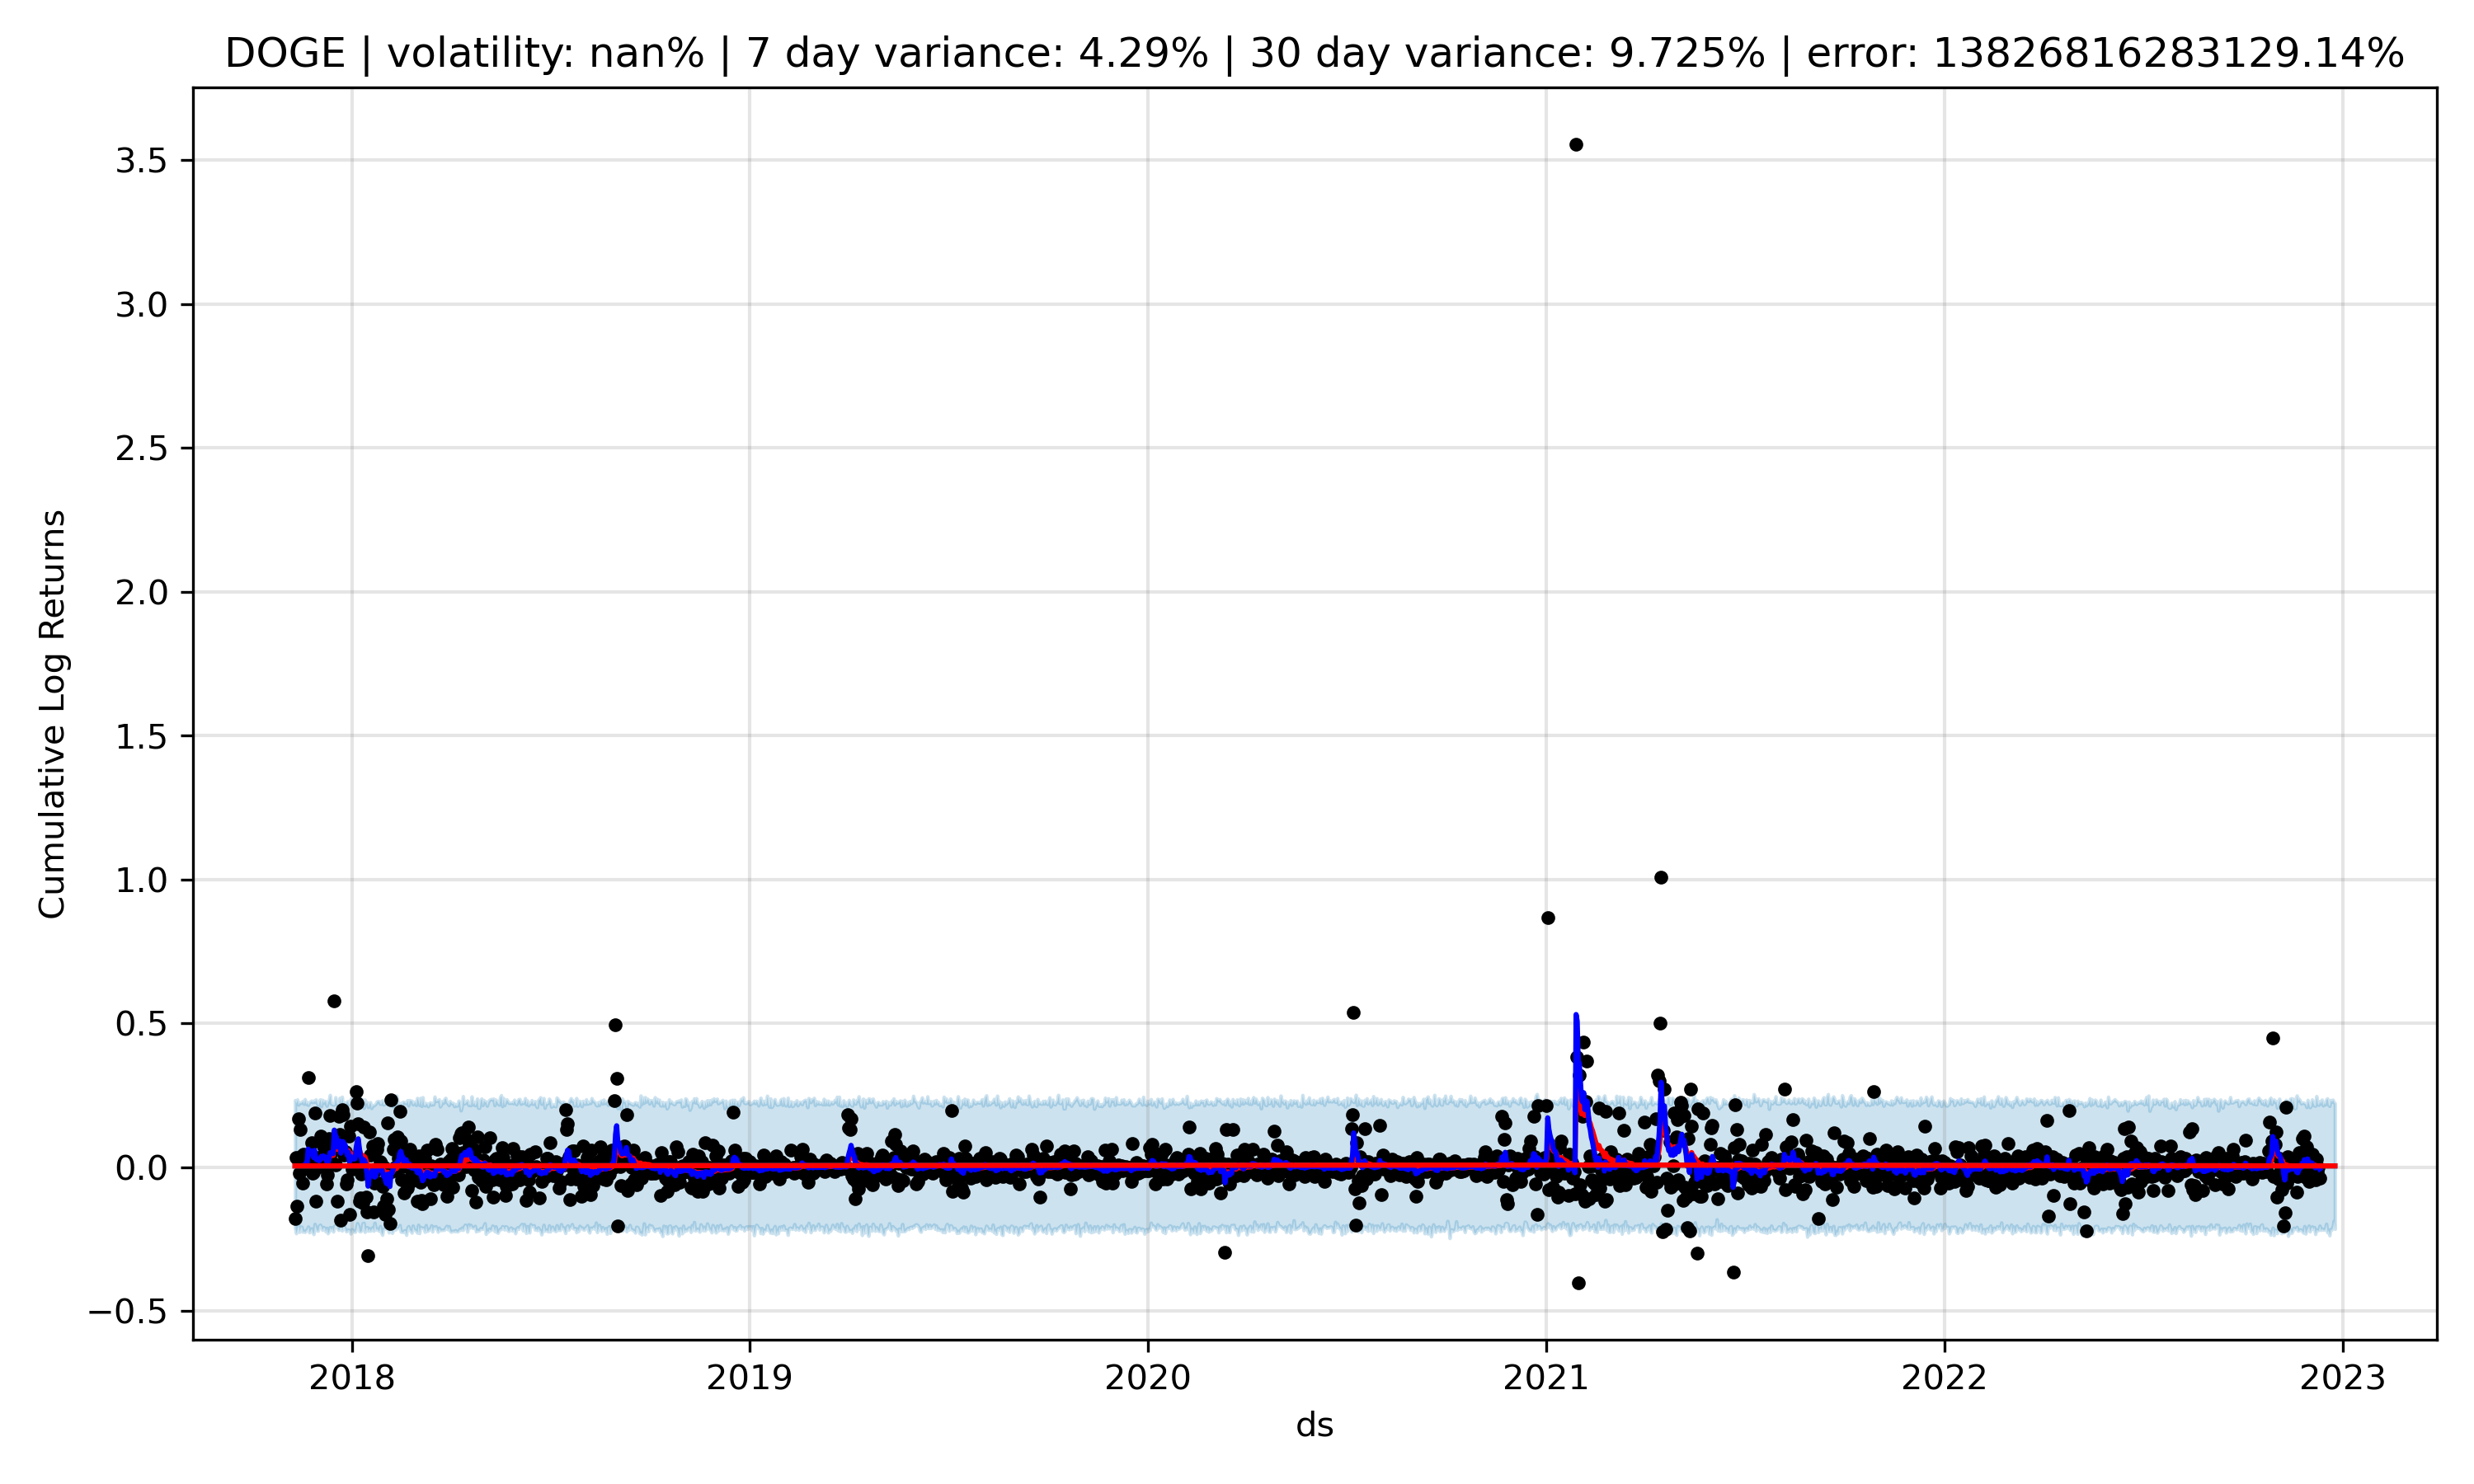 DOGE | volatility: nan% | 7 day variance: 4.29% | 30 day variance: 9.725% | error: 13826816283129.14%
Cumulative Log Returns
3.5
3.0
2.5
2.0
1.5
1.0
0.5
0.0
−0.5
2018 2019 2020 2021 2022 2023
ds